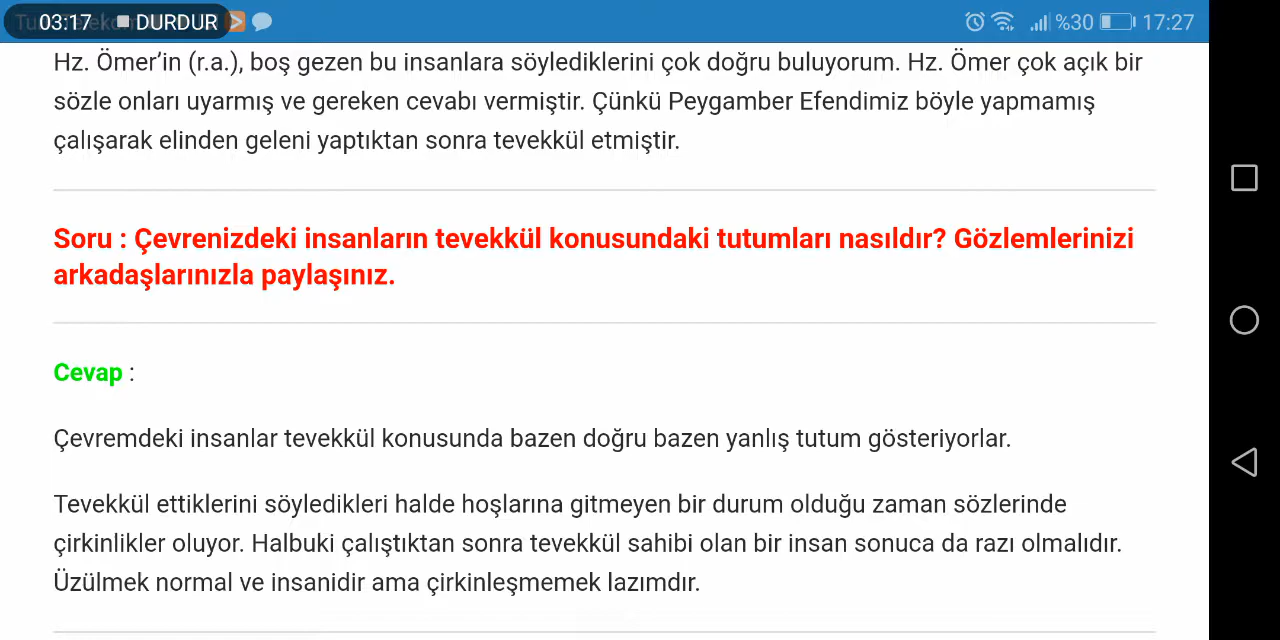 03:17 DURDUR %30 17:27
Hz. Ömer’in (r.a.), boş gezen bu insanlara söylediklerini çok doğru buluyorum. Hz. Ömer çok açık bir
sözle onları uyarmış ve gereken cevabı vermiştir. Çünkü Peygamber Efendimiz böyle yapmamış
çalışarak elinden geleni yaptıktan sonra tevekkül etmiştir.
Soru : Çevrenizdeki insanların tevekkül konusundaki tutumları nasıldır? Gözlemlerinizi
arkadaşlarınızla paylaşınız.
Cevap :
Çevremdeki insanlar tevekkül konusunda bazen doğru bazen yanlış tutum gösteriyorlar.
Tevekkül ettiklerini söyledikleri halde hoşlarına gitmeyen bir durum olduğu zaman sözlerinde
çirkinlikler oluyor. Halbuki çalıştıktan sonra tevekkül sahibi olan bir insan sonuca da razı olmalıdır.
Üzülmek normal ve insanidir ama çirkinleşmemek lazımdır.